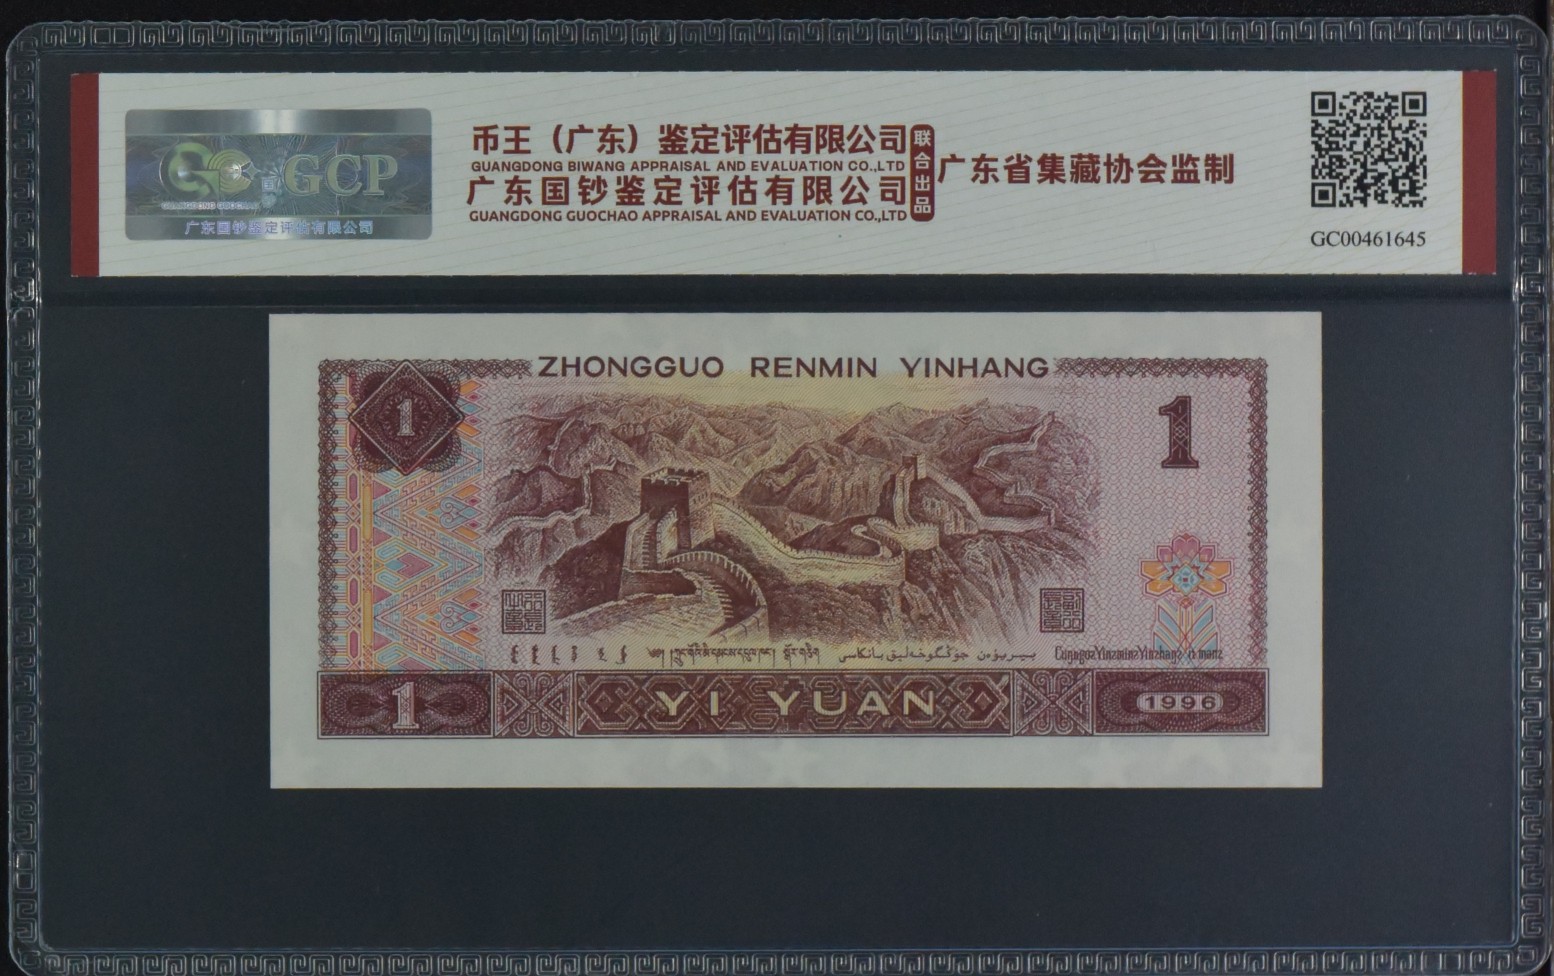 GCP
GUANGDONG GUOCHAO
广东国钞鉴定评估有限公司
币王（广东）鉴定评估有限公司
GUANGDONG BIWANG APPRAISAL AND EVALUATION CO.,LTD
广东国钞鉴定评估有限公司
GUANGDONG GUOCHAO APPRAISAL AND EVALUATION CO.,LTD
联合出品
广东省集藏协会监制
GC00461645
ZHONGGUO RENMIN YINHANG
1
1
1
YI YUAN
1996